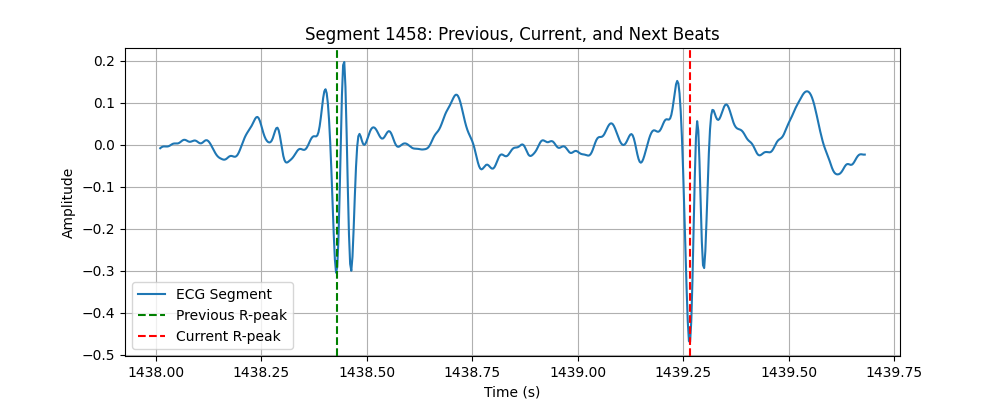 Segment 1458: Previous, Current, and Next Beats
0.2
0.1
0.0
−0.1
−0.2
−0.3
−0.4
−0.5
Amplitude
ECG Segment
Previous R-peak
Current R-peak
1438.00 1438.25 1438.50 1438.75 1439.00 1439.25 1439.50 1439.75
Time (s)